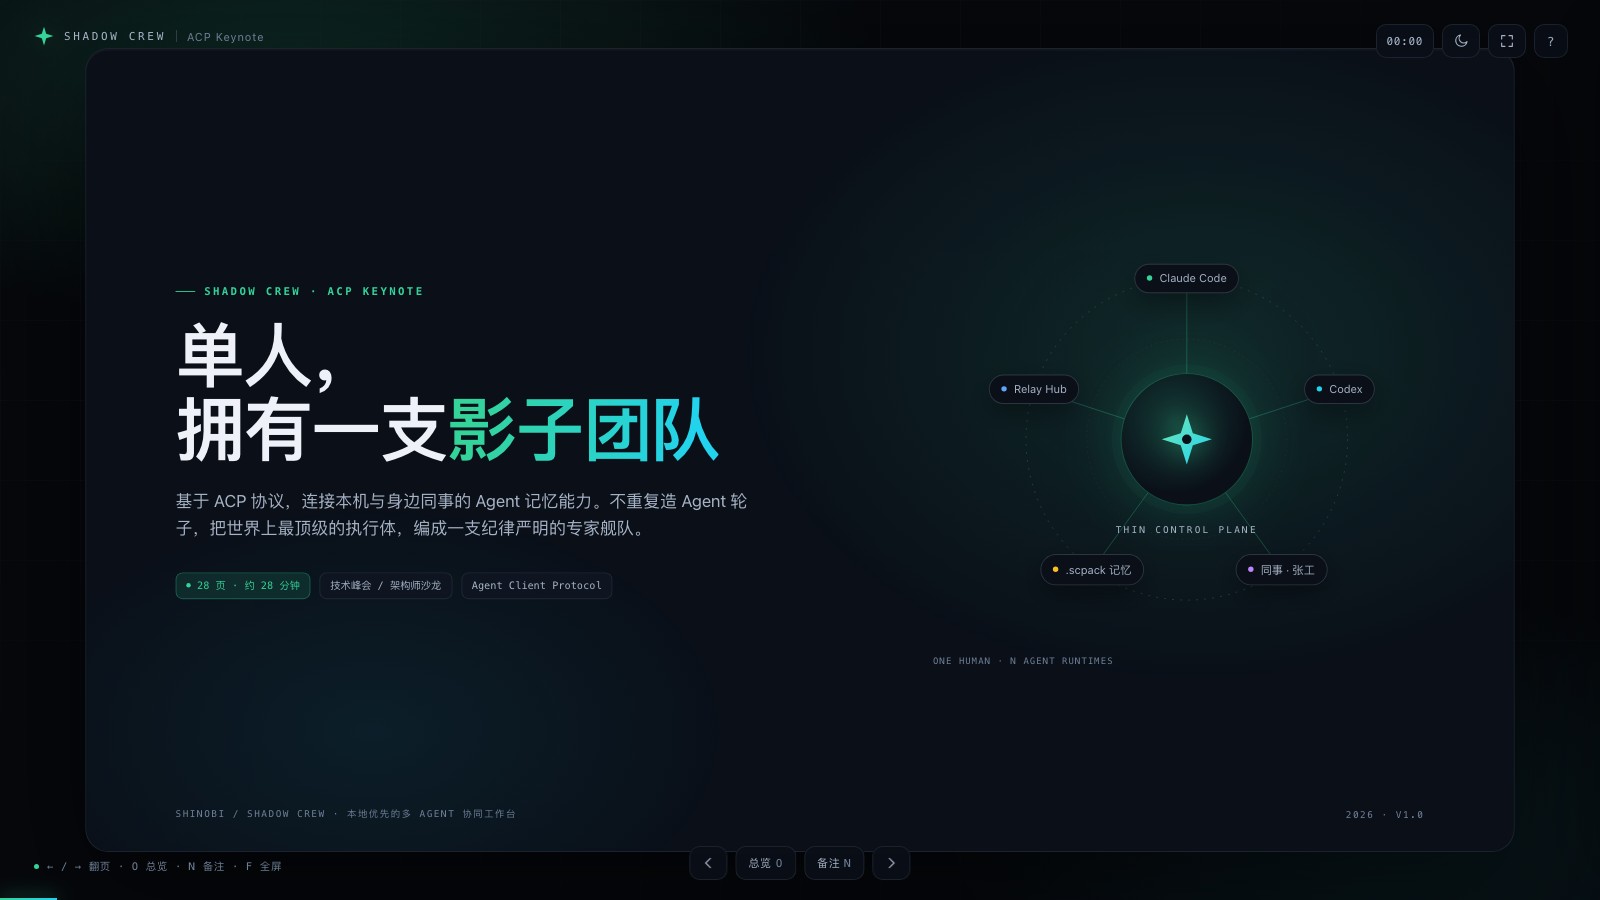 SHADOW CREW | ACP Keynote
00:00
?
SHADOW CREW · ACP KEYNOTE
单人，
拥有一支影子团队
基于 ACP 协议，连接本机与身边同事的 Agent 记忆能力。不重复造 Agent 轮
子，把世界上最顶级的执行体，编成一支纪律严明的专家舰队。
28 页 · 约 28 分钟
技术峰会 / 架构师沙龙
Agent Client Protocol
Claude Code
Relay Hub
Codex
THIN CONTROL PLANE
.scpack 记忆
同事 · 张工
ONE HUMAN · N AGENT RUNTIMES
SHINOBI / SHADOW CREW · 本地优先的多 AGENT 协同工作台
2026 · V1.0
← / → 翻页 · O 总览 · N 备注 · F 全屏
总览 O
备注 N